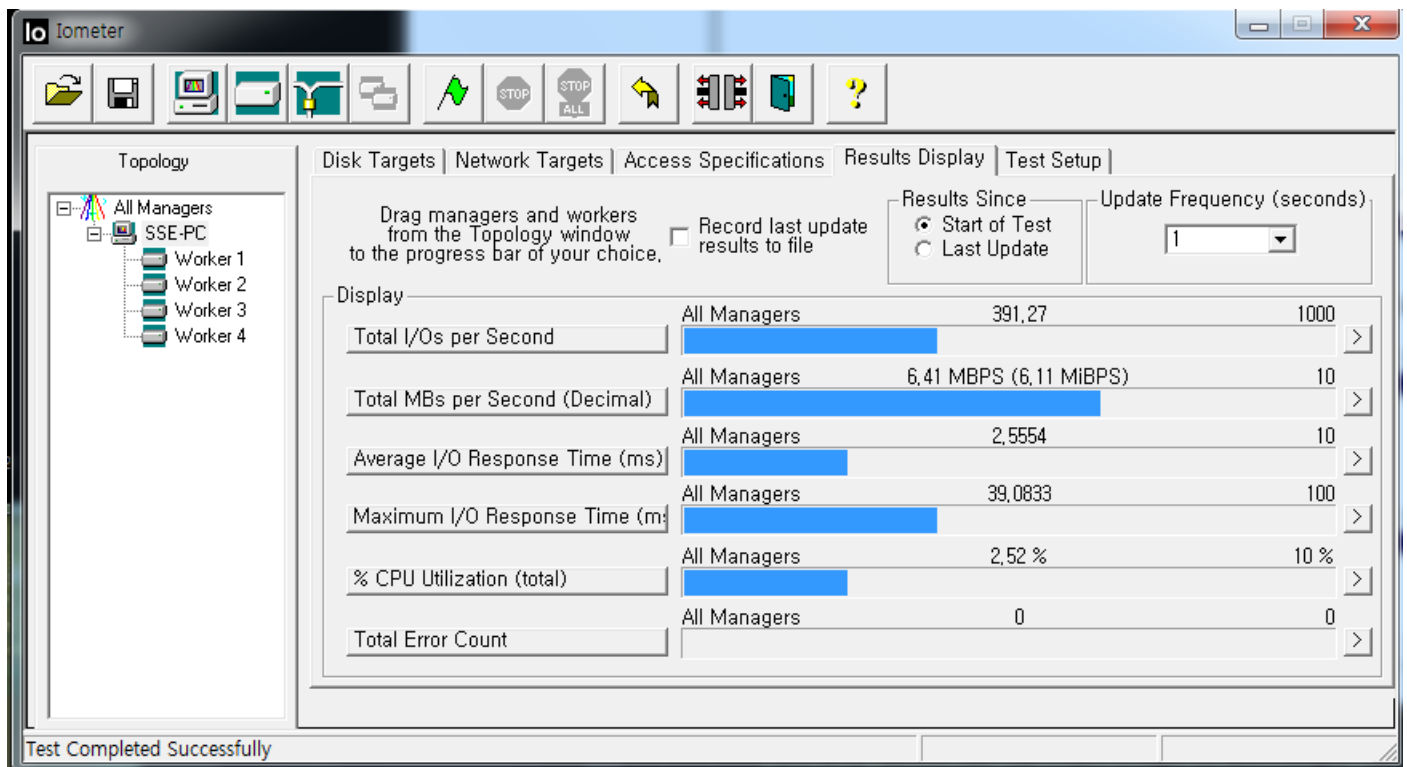 Io Iometer
STOP
STOP ALL
?
Topology
All Managers
SSE-PC
Worker 1
Worker 2
Worker 3
Worker 4
Disk Targets
Network Targets
Access Specifications
Results Display
Test Setup
Drag managers and workers
from the Topology window
to the progress bar of your choice.
Record last update
results to file
Results Since
Start of Test
Last Update
Update Frequency (seconds)
1
Display
All Managers 391.27 1000
Total I/Os per Second >
All Managers 6.41 MBPS (6.11 MiBPS) 10
Total MBs per Second (Decimal) >
All Managers 2.5554 10
Average I/O Response Time (ms) >
All Managers 39.0833 100
Maximum I/O Response Time (m >
All Managers 2.52 % 10 %
% CPU Utilization (total) >
All Managers 0 0
Total Error Count >
Test Completed Successfully